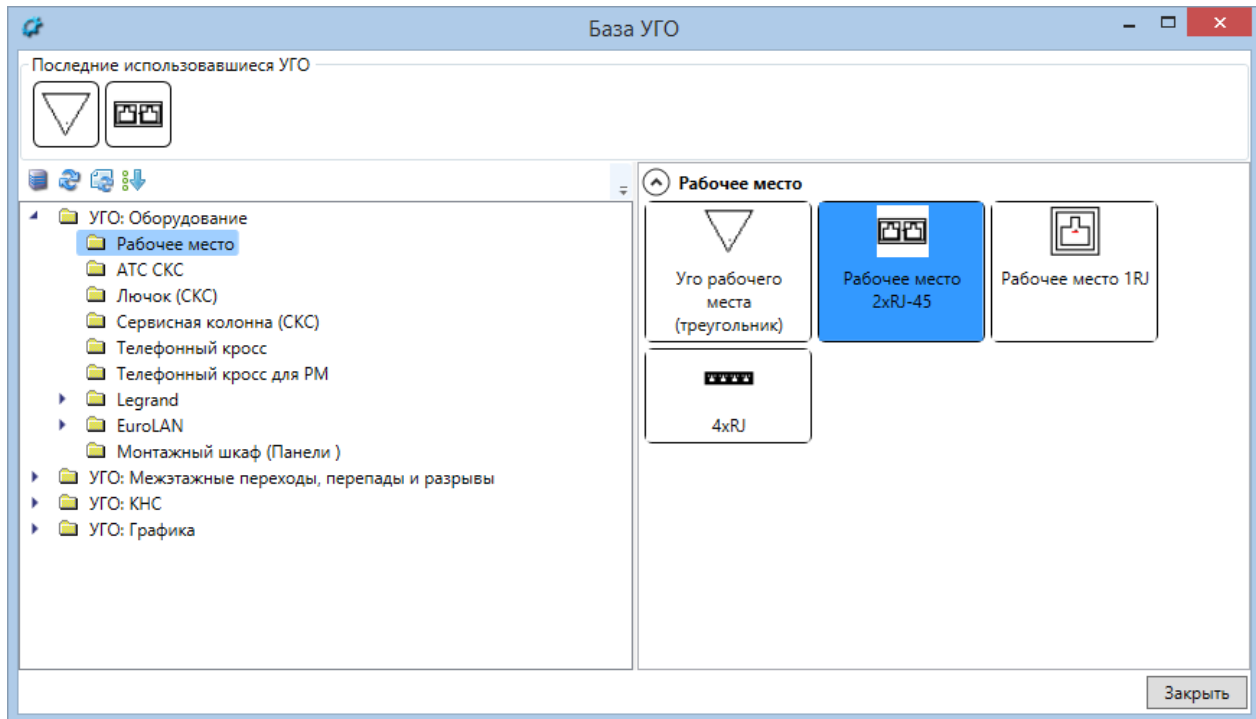 База УГО
Последние использовавшиеся УГО
Рабочее место
УГО: Оборудование
Рабочее место
АТС СКС
Лючок (СКС)
Сервисная колонна (СКС)
Телефонный кросс
Телефонный кросс для РМ
Legrand
EuroLAN
Монтажный шкаф (Панели )
УГО: Межэтажные переходы, перепады и разрывы
УГО: КНС
УГО: Графика
Уго рабочего
места
(треугольник)
Рабочее место
2xRJ-45
Рабочее место 1RJ
4xRJ
Закрыть